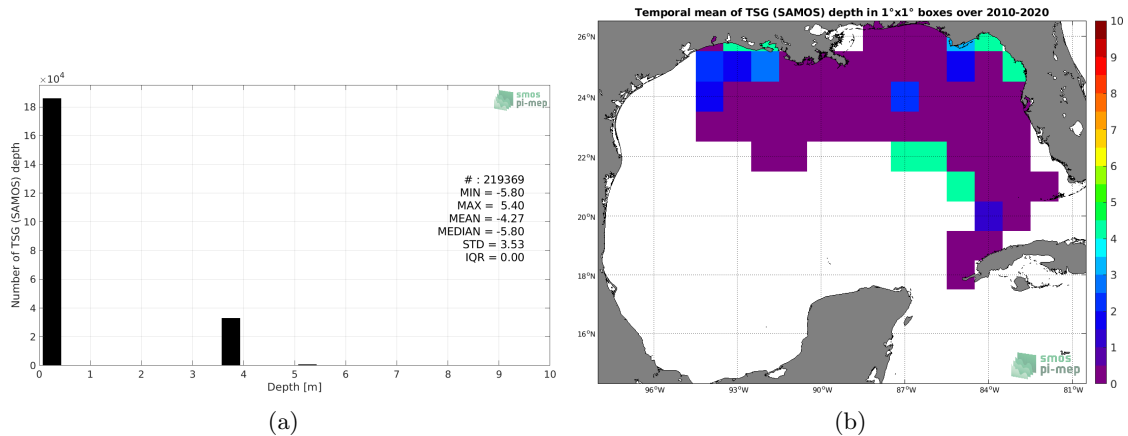 ×10⁴
18
16
14
12
10
8
6
4
2
0
Number of TSG (SAMOS) depth
smos
pi-mep
# : 219369
MIN = -5.80
MAX = 5.40
MEAN = -4.27
MEDIAN = -5.80
STD = 3.53
IQR = 0.00
0 1 2 3 4 5 6 7 8 9 10
Depth [m]
(a)
Temporal mean of TSG (SAMOS) depth in 1°x1° boxes over 2010-2020
26°N
24°N
22°N
20°N
18°N
16°N
96°W 93°W 90°W 87°W 84°W 81°W
smos
pi-mep
10
9
8
7
6
5
4
3
2
1
0
(b)